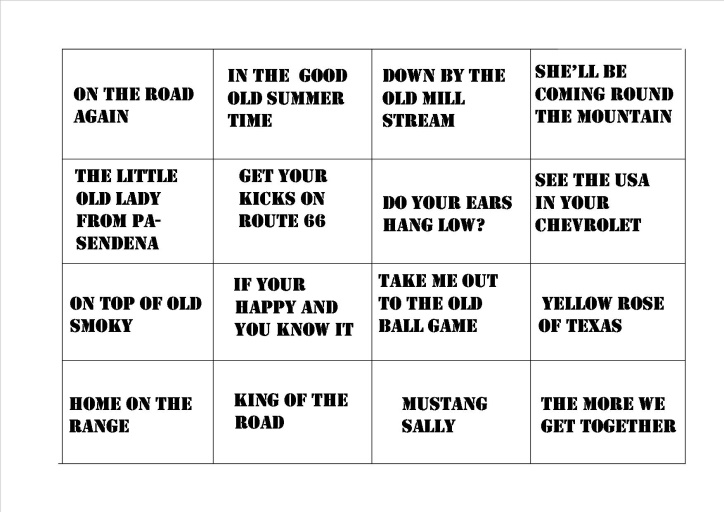 ON THE ROAD
AGAIN
IN THE GOOD
OLD SUMMER
TIME
DOWN BY THE
OLD MILL
STREAM
SHE'LL BE
COMING ROUND
THE MOUNTAIN
THE LITTLE
OLD LADY
FROM PA-
SENDENA
GET YOUR
KICKS ON
ROUTE 66
DO YOUR EARS
HANG LOW?
SEE THE USA
IN YOUR
CHEVROLET
ON TOP OF OLD
SMOKY
IF YOUR
HAPPY AND
YOU KNOW IT
TAKE ME OUT
TO THE OLD
BALL GAME
YELLOW ROSE
OF TEXAS
HOME ON THE
RANGE
KING OF THE
ROAD
MUSTANG
SALLY
THE MORE WE
GET TOGETHER